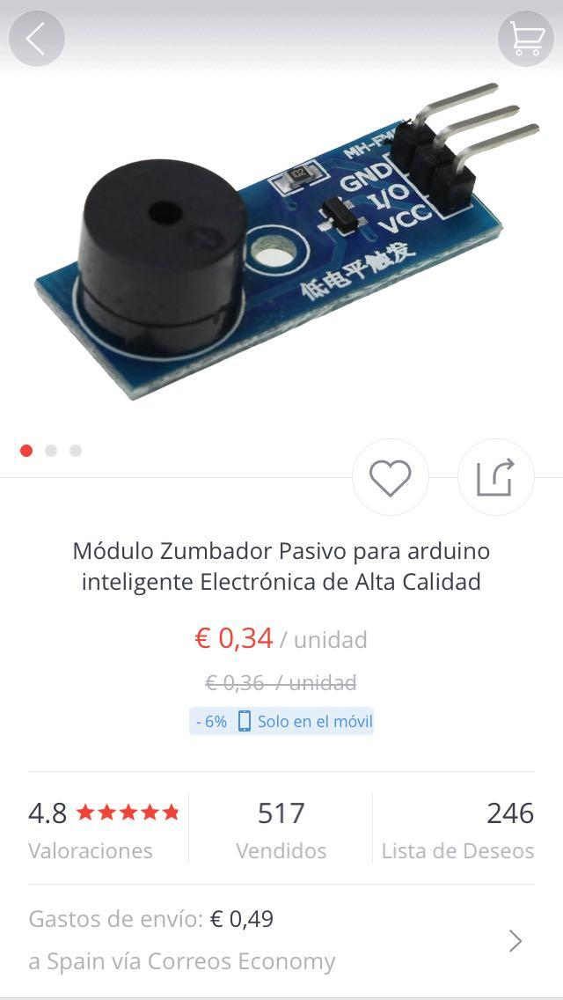 102
GND
I/O
VCC
低电平触发
Módulo Zumbador Pasivo para arduino
inteligente Electrónica de Alta Calidad
€ 0,34 / unidad
€ 0,36 / unidad
- 6% Solo en el móvil
4.8
517
246
Valoraciones
Vendidos
Lista de Deseos
Gastos de envío: € 0,49
a Spain vía Correos Economy